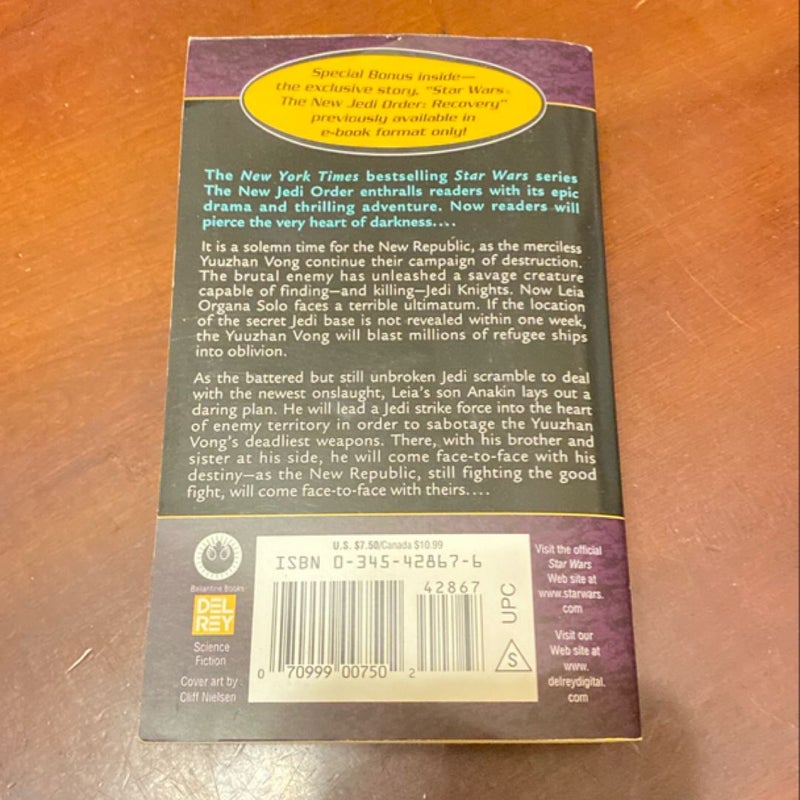 Special Bonus inside—
the exclusive story, "Star Wars:
The New Jedi Order: Recovery"
previously available in
e-book format only!
The New York Times bestselling Star Wars series
The New Jedi Order enthralls readers with its epic
drama and thrilling adventure. Now readers will
pierce the very heart of darkness....
It is a solemn time for the New Republic, as the merciless
Yuuzhan Vong continue their campaign of destruction.
The brutal enemy has unleashed a savage creature
capable of finding—and killing—Jedi Knights. Now Leia
Organa Solo faces a terrible ultimatum. If the location
of the secret Jedi base is not revealed within one week,
the Yuuzhan Vong will blast millions of refugee ships
into oblivion.
As the battered but still unbroken Jedi scramble to deal
with the newest onslaught, Leia's son Anakin lays out a
daring plan. He will lead a Jedi strike force into the heart
of enemy territory in order to sabotage the Yuuzhan
Vong's deadliest weapons. There, with his brother and
sister at his side, he will come face-to-face with his
destiny—as the New Republic, still fighting the good
fight, will come face-to-face with theirs....
Ballantine Books
DEL
REY
Science
Fiction
Cover art by
Cliff Nielsen
U.S. $7.50/Canada $10.99
ISBN 0-345-42867-6
42867
UPC
S
0 70999 00750 2
Visit the official
Star Wars
Web site at
www.starwars.
com
Visit our
Web site at
www.
delreydigital.
com